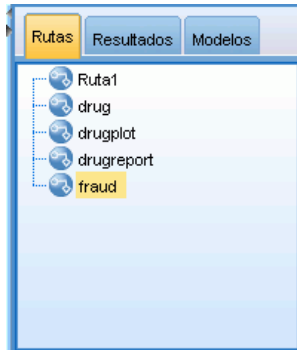 Rutas Resultados Modelos
Ruta1
drug
drugplot
drugreport
fraud